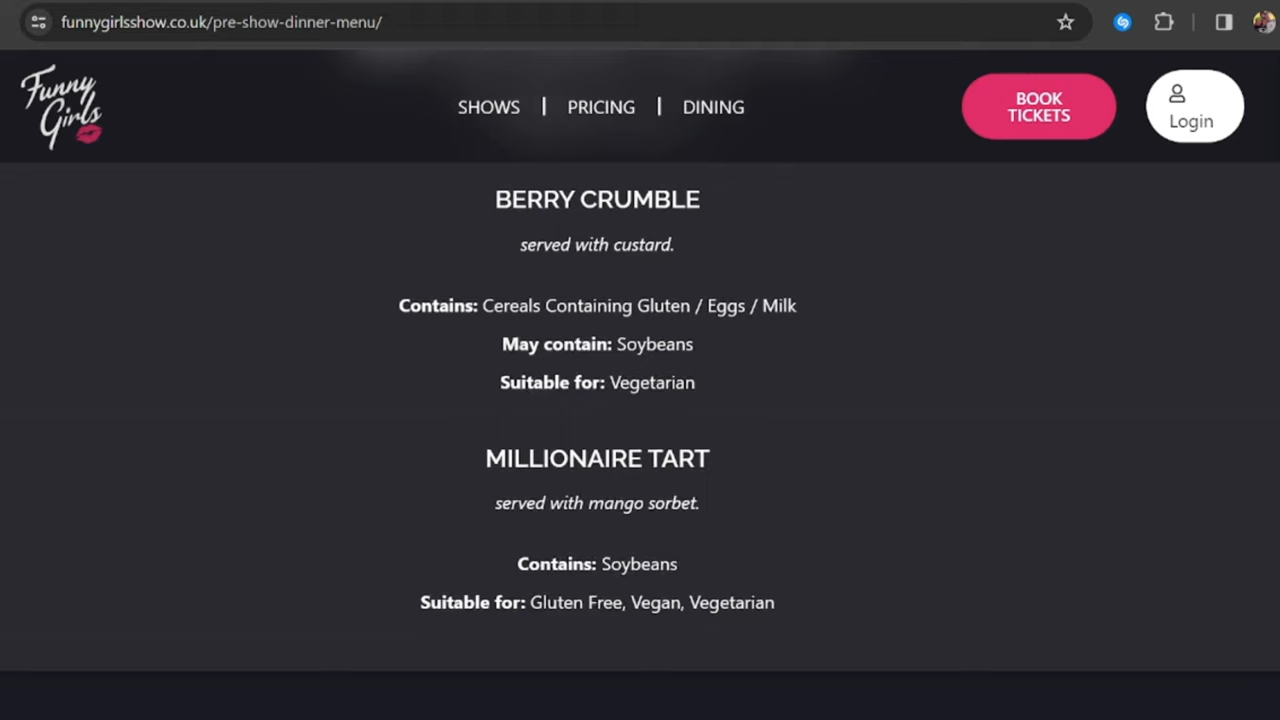 funnygirlsshow.co.uk/pre-show-dinner-menu/
Funny
Girls
SHOWS | PRICING | DINING
BOOK
TICKETS
Login
BERRY CRUMBLE
served with custard.
Contains: Cereals Containing Gluten / Eggs / Milk
May contain: Soybeans
Suitable for: Vegetarian
MILLIONAIRE TART
served with mango sorbet.
Contains: Soybeans
Suitable for: Gluten Free, Vegan, Vegetarian